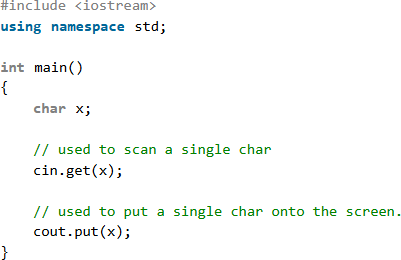 #include <iostream>
using namespace std;
int main()
{
char x;
// used to scan a single char
cin.get(x);
// used to put a single char onto the screen.
cout.put(x);
}